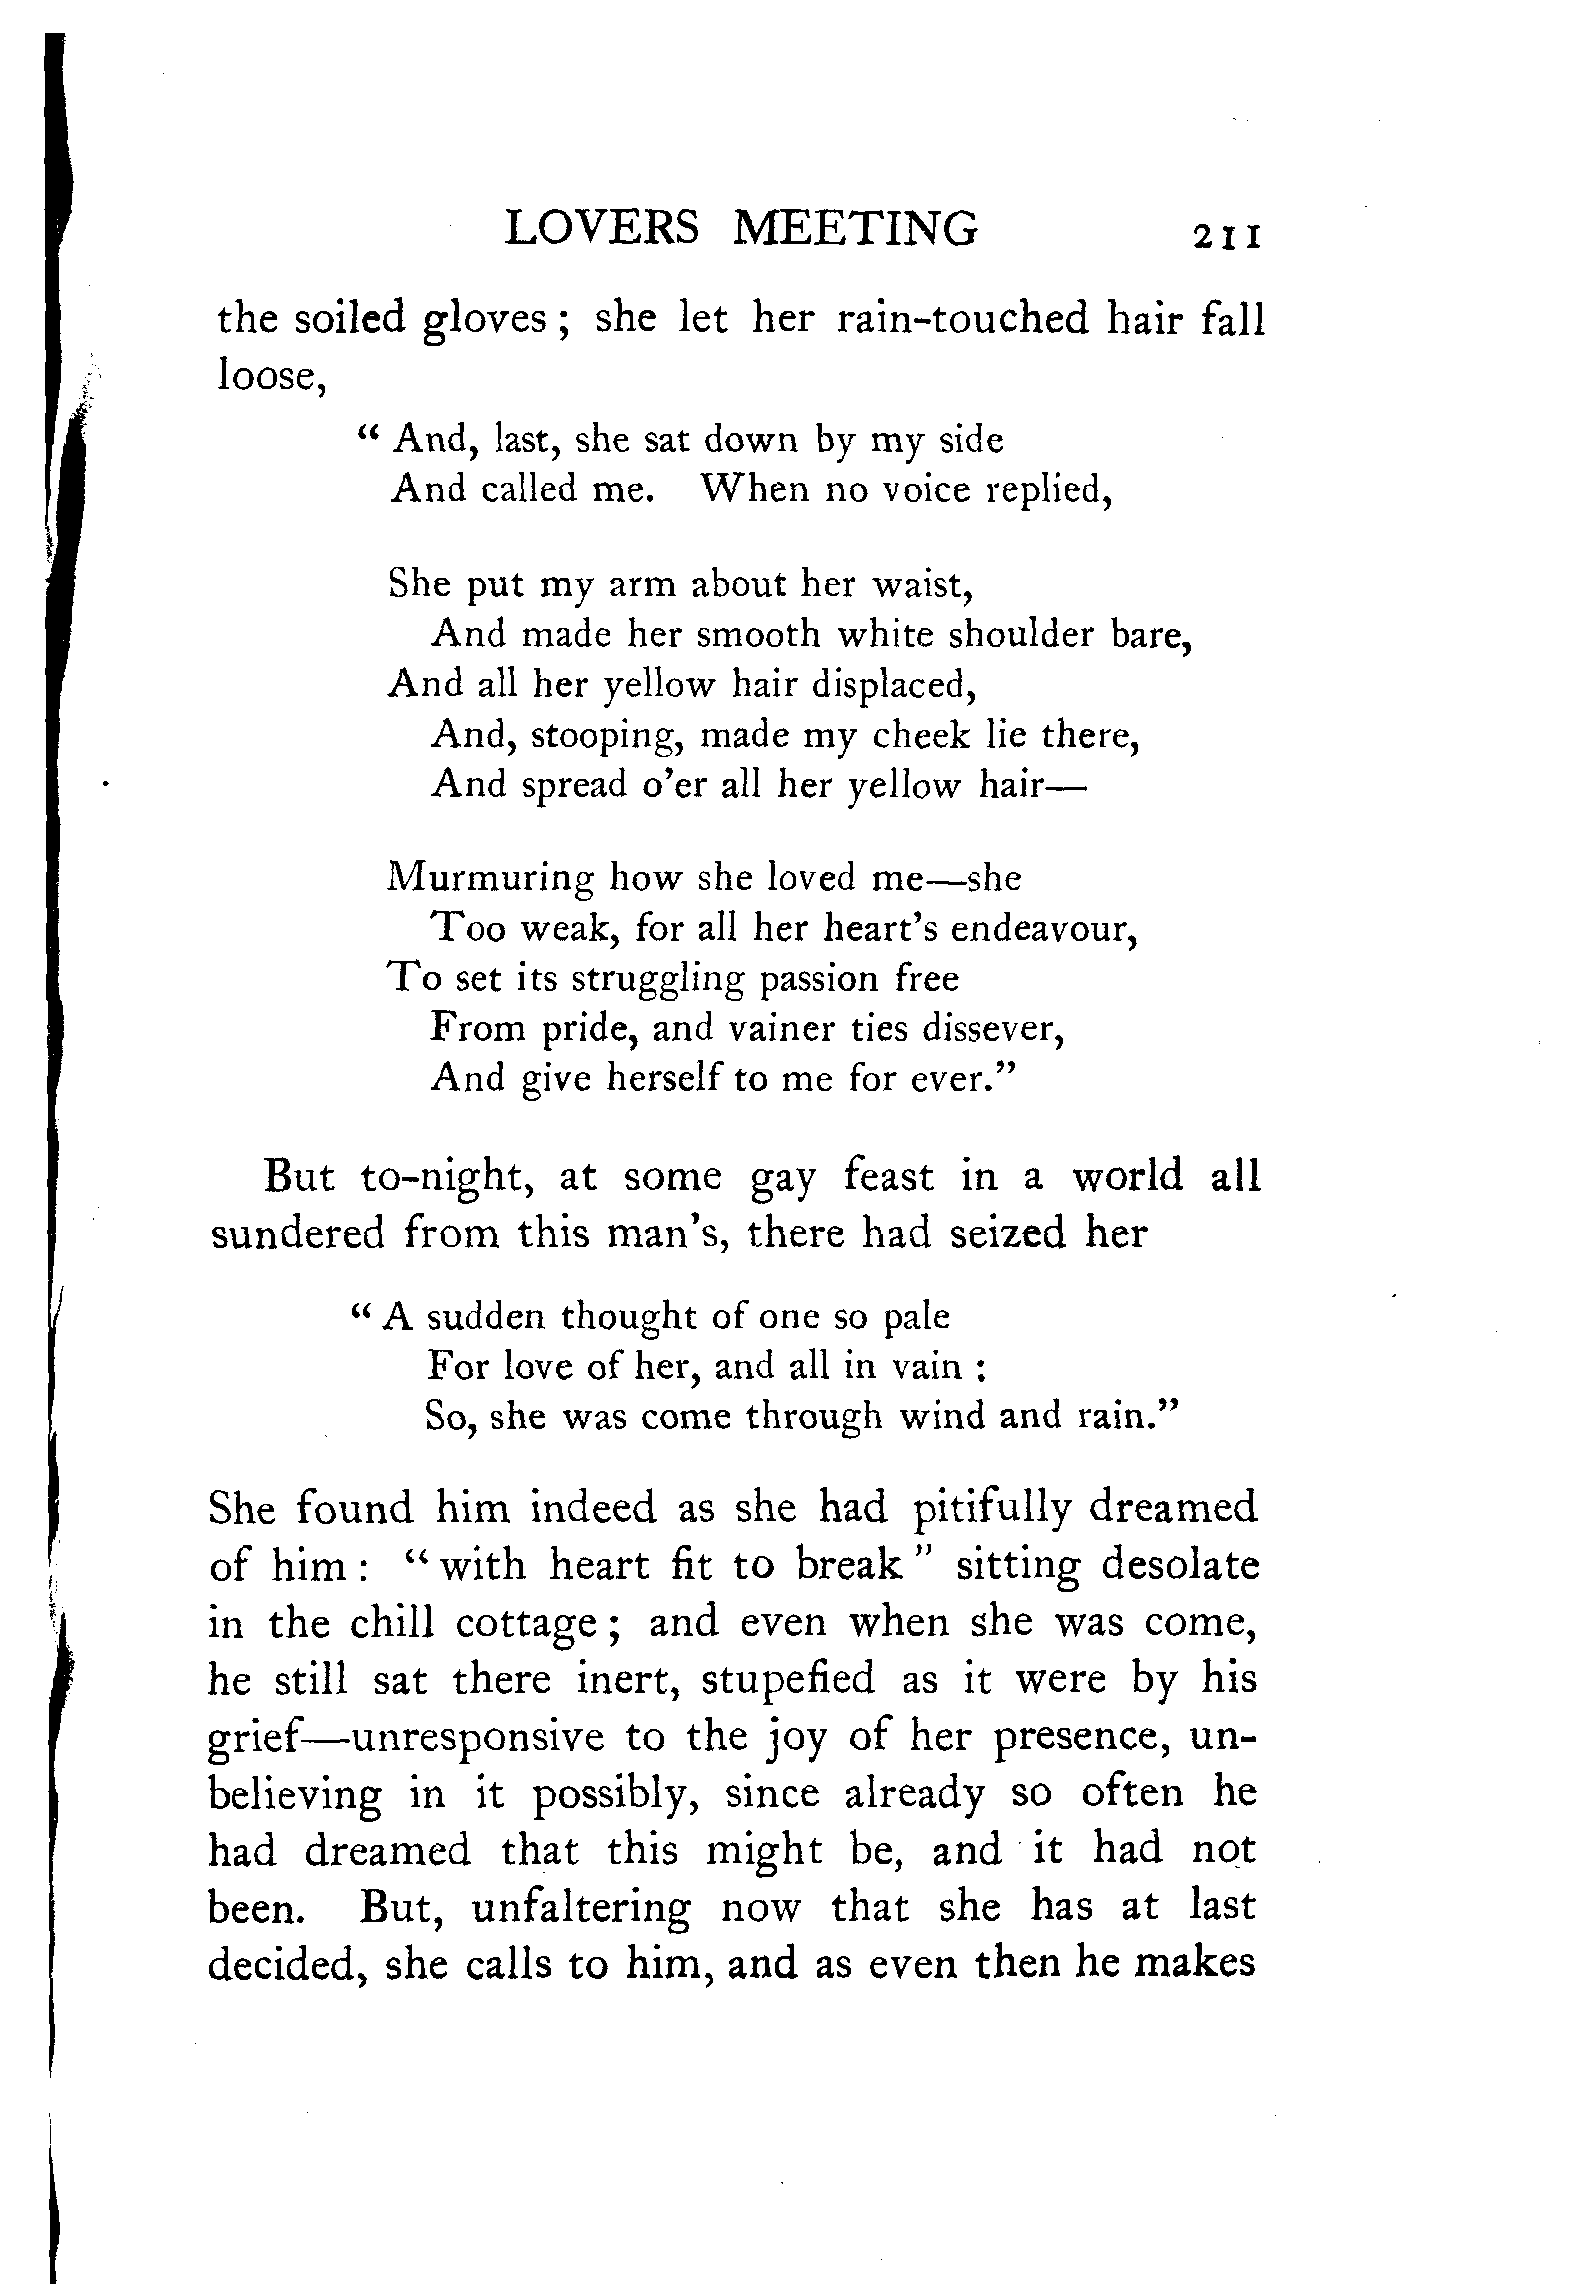 LOVERS MEETING 211
the soiled gloves ; she let her rain-touched hair fall
loose,
“ And, last, she sat down by my side
And called me. When no voice replied,
She put my arm about her waist,
And made her smooth white shoulder bare,
And all her yellow hair displaced,
And, stooping, made my cheek lie there,
And spread o’er all her yellow hair—
Murmuring how she loved me—she
Too weak, for all her heart’s endeavour,
To set its struggling passion free
From pride, and vainer ties dissever,
And give herself to me for ever.”
But to-night, at some gay feast in a world all
sundered from this man’s, there had seized her
“ A sudden thought of one so pale
For love of her, and all in vain :
So, she was come through wind and rain.”
She found him indeed as she had pitifully dreamed
of him : “ with heart fit to break ” sitting desolate
in the chill cottage ; and even when she was come,
he still sat there inert, stupefied as it were by his
grief—unresponsive to the joy of her presence, un-
believing in it possibly, since already so often he
had dreamed that this might be, and it had not
been. But, unfaltering now that she has at last
decided, she calls to him, and as even then he makes